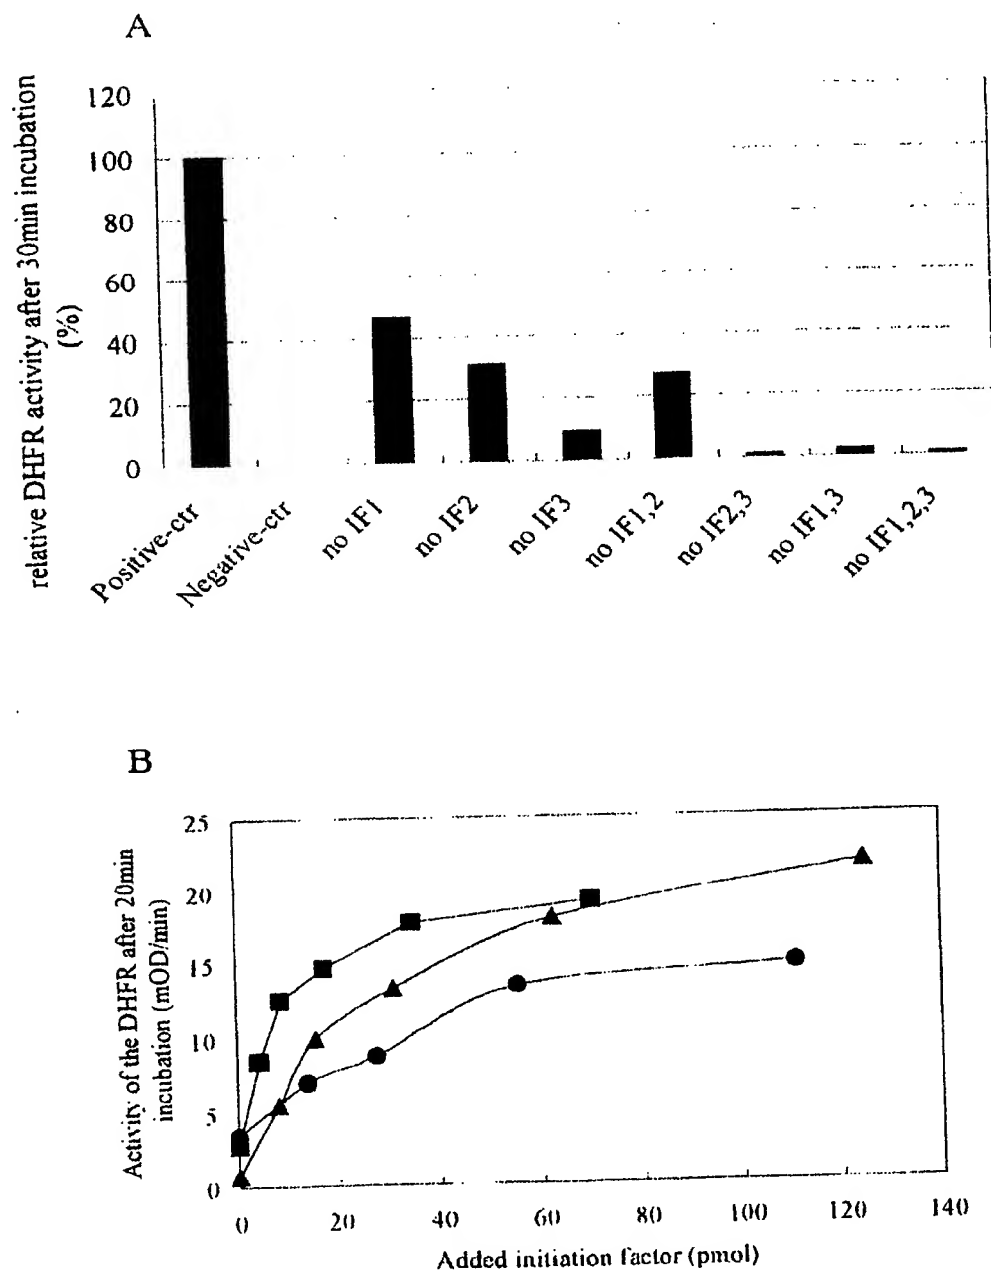 A
relative DHFR activity after 30min incubation
(%)
120
100
80
60
40
20
0
Positive-ctr
Negative-ctr
no IF1
no IF2
no IF3
no IF1,2
no IF2,3
no IF1,3
no IF1,2,3
B
Activity of the DHFR after 20min
incubation (mOD/min)
25
20
15
10
5
0
0
20
40
60
80
100
120
140
Added initiation factor (pmol)